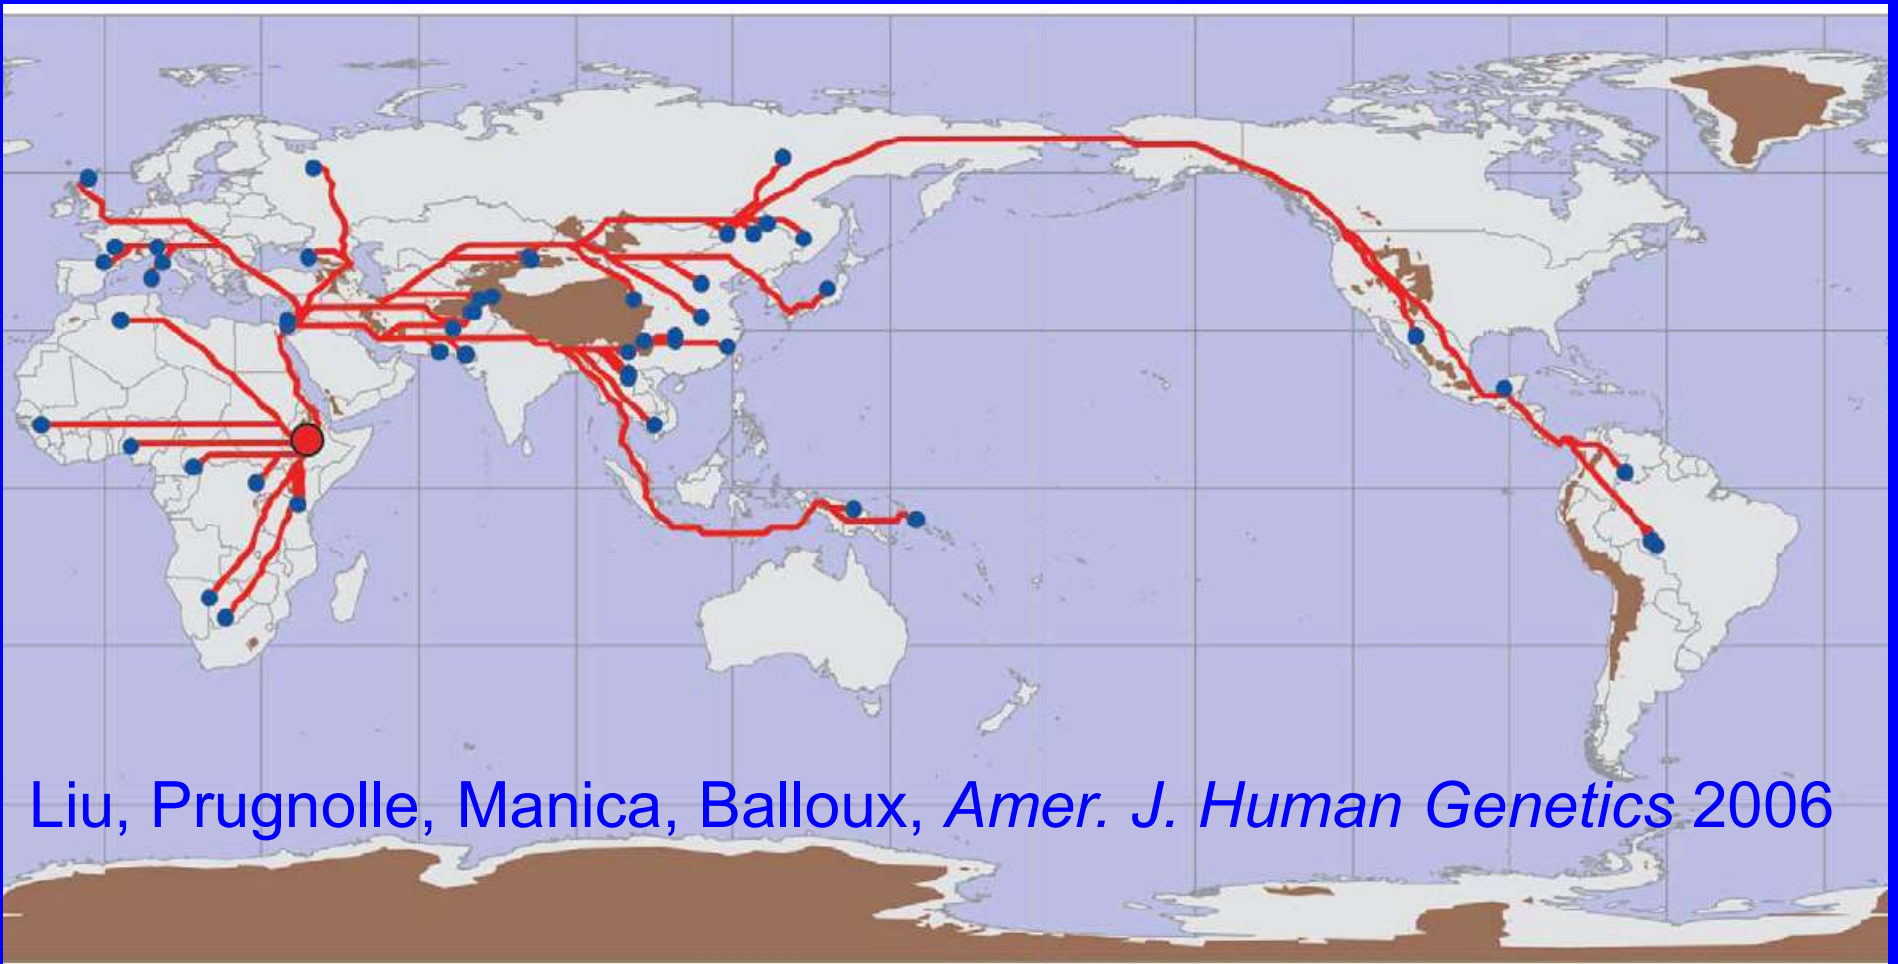 Liu, Prugnolle, Manica, Balloux, Amer. J. Human Genetics 2006